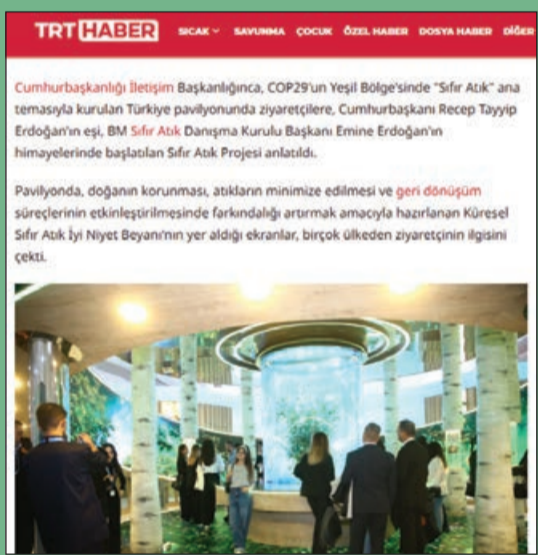 TRT HABER SICAK SAVUNMA ÇOCUK ÖZEL HABER DOSYA HABER DİĞER
Cumhurbaşkanlığı İletişim Başkanlığınca, COP29'un Yeşil Bölge'sinde "Sıfır Atık" ana
temasıyla kurulan Türkiye pavilyonunda ziyaretçilere, Cumhurbaşkanı Recep Tayyip
Erdoğan'ın eşi, BM Sıfır Atık Danışma Kurulu Başkanı Emine Erdoğan'ın
himayelerinde başlatılan Sıfır Atık Projesi anlatıldı.
Pavilyonda, doğanın korunması, atıkların minimize edilmesi ve geri dönüşüm
süreçlerinin etkinleştirilmesinde farkındalığı artırmak amacıyla hazırlanan Küresel
Sıfır Atık İyi Niyet Beyanı'nın yer aldığı ekranlar, birçok ülkeden ziyaretçinin ilgisini
çekti.